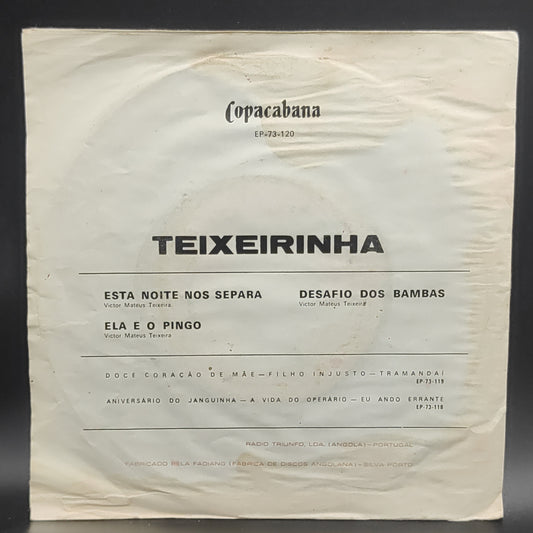 Copacabana
EP-73-120
TEIXEIRINHA
ESTA NOITE NOS SEPARA
Victor Mateus Teixeira
DESAFIO DOS BAMBAS
Victor Mateus Teixeira
ELA E O PINGO
Victor Mateus Teixeira
DOCE CORAÇÃO DE MÃE — FILHO INJUSTO — TRAMANDAÍ
EP-73-119
ANIVERSÁRIO DO JANGUINHA — A VIDA DO OPERÁRIO — EU ANDO ERRANTE
EP-73-118
RADIO TRIUNFO, LDA. (ANGOLA) — PORTUGAL
FABRICADO PELA FADIANG (FÁBRICA DE DISCOS ANGOLANA) — SILVA PORTO